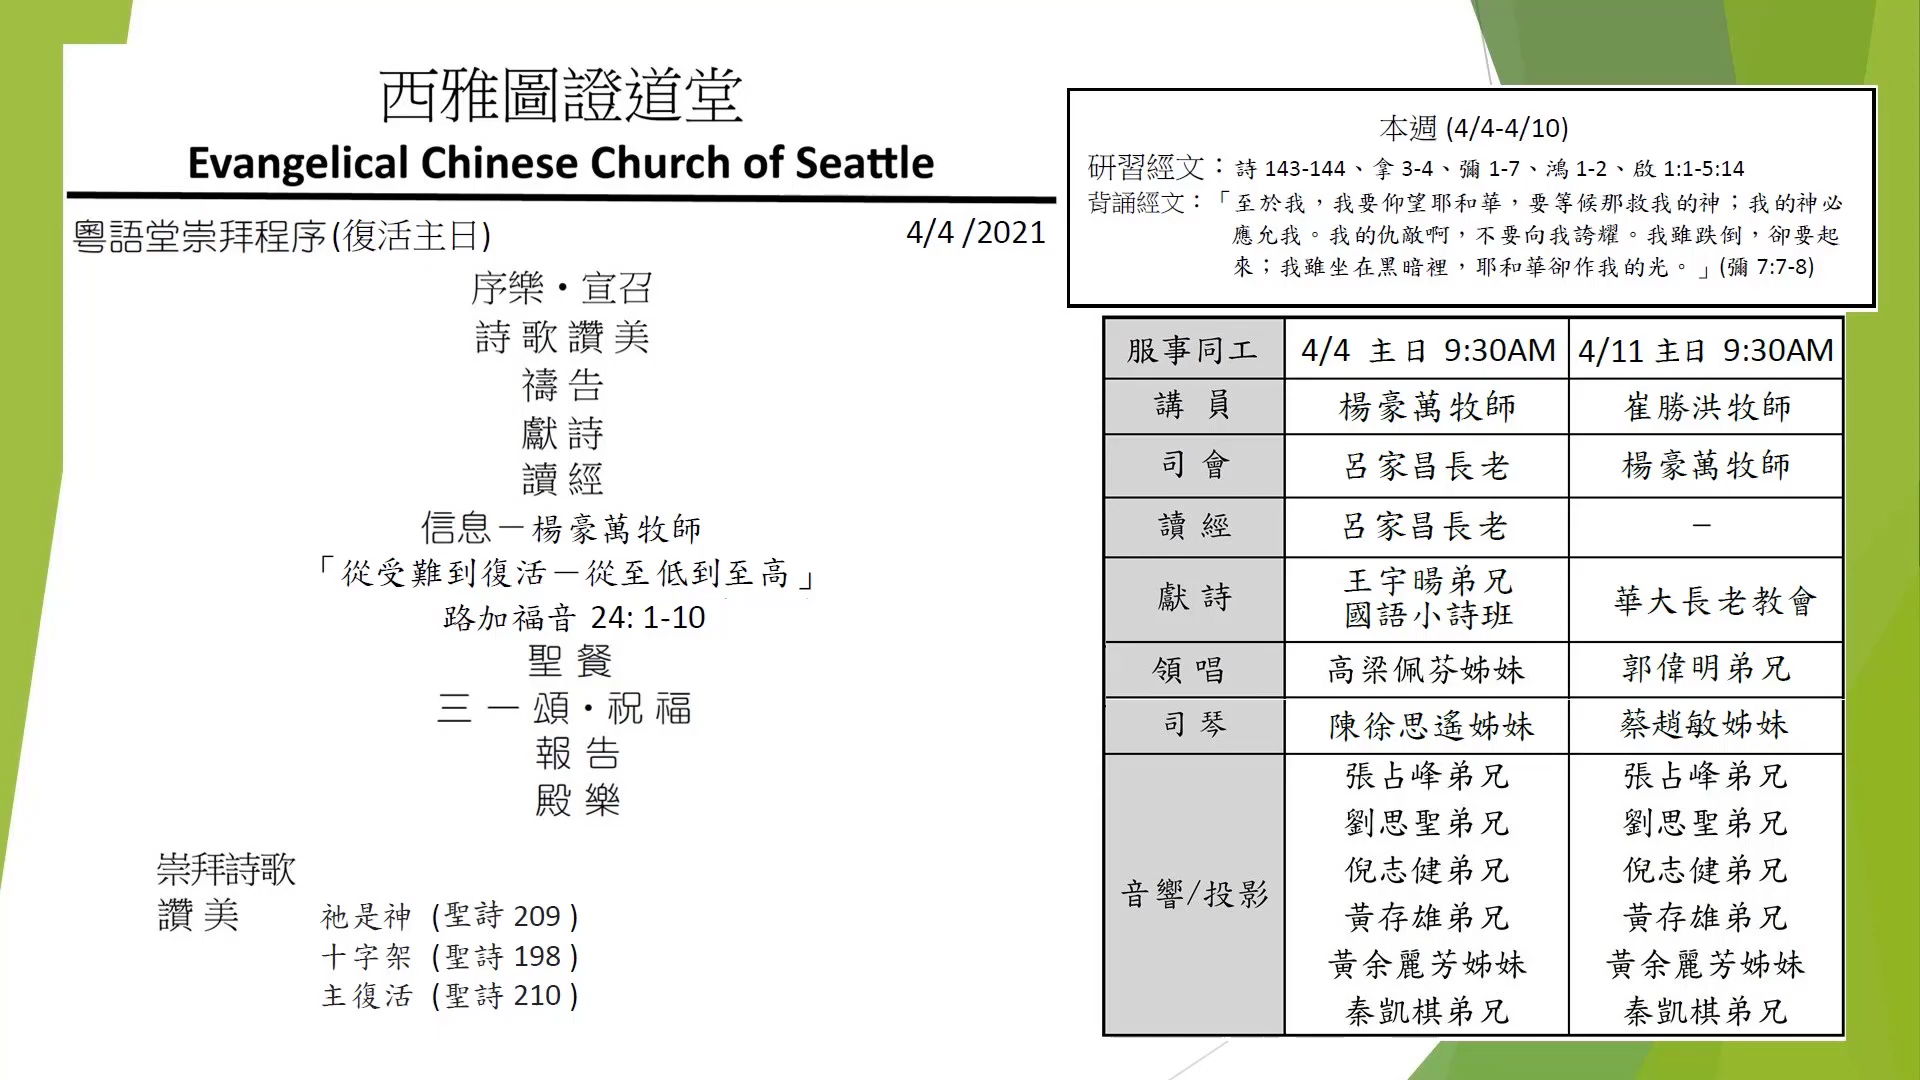 西雅圖證道堂
Evangelical Chinese Church of Seattle
粵語堂崇拜程序(復活主日) 4/4 /2021
序樂・宣召
詩歌讚美
禱告
獻詩
讀經
信息－楊豪萬牧師
「從受難到復活－從至低到至高」
路加福音 24: 1-10
聖餐
三一頌・祝福
報告
殿樂
崇拜詩歌
讚美 祂是神 (聖詩 209 )
十字架 (聖詩 198 )
主復活 (聖詩 210 )
本週 (4/4-4/10)
研習經文：詩 143-144、拿 3-4、彌 1-7、鴻 1-2、啟 1:1-5:14
背誦經文：「至於我，我要仰望耶和華，要等候那救我的神；我的神必
應允我。我的仇敵啊，不要向我誇耀。我雖跌倒，卻要起
來；我雖坐在黑暗裡，耶和華卻作我的光。」(彌 7:7-8)
服事同工 4/4 主日 9:30AM 4/11 主日 9:30AM
講員 楊豪萬牧師 崔勝洪牧師
司會 呂家昌長老 楊豪萬牧師
讀經 呂家昌長老 －
獻詩 王宇暘弟兄 華大長老教會
國語小詩班
領唱 高梁佩芬姊妹 郭偉明弟兄
司琴 陳徐思遙姊妹 蔡趙敏姊妹
音響/投影 張占峰弟兄 張占峰弟兄
劉思聖弟兄 劉思聖弟兄
倪志健弟兄 倪志健弟兄
黃存雄弟兄 黃存雄弟兄
黃余麗芳姊妹 黃余麗芳姊妹
秦凱棋弟兄 秦凱棋弟兄